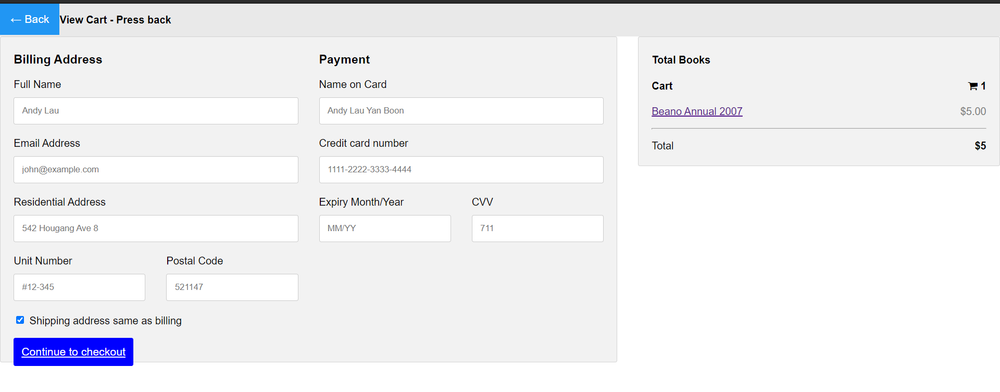 ← Back
View Cart - Press back
Billing Address
Full Name
Andy Lau
Email Address
john@example.com
Residential Address
542 Hougang Ave 8
Unit Number
#12-345
Postal Code
521147
Shipping address same as billing
Continue to checkout
Payment
Name on Card
Andy Lau Yan Boon
Credit card number
1111-2222-3333-4444
Expiry Month/Year
MM/YY
CVV
711
Total Books
Cart 1
Beano Annual 2007 $5.00
Total $5